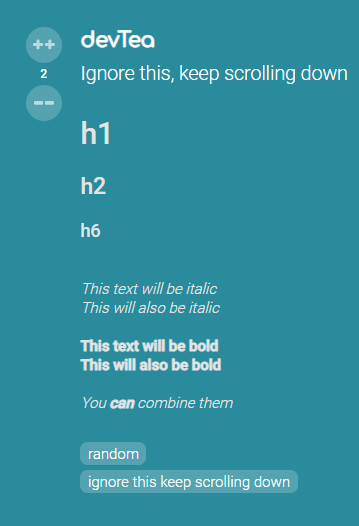 ++
2
--
devTea
Ignore this, keep scrolling down
h1
h2
h6
This text will be italic
This will also be italic
This text will be bold
This will also be bold
You can combine them
random
ignore this keep scrolling down